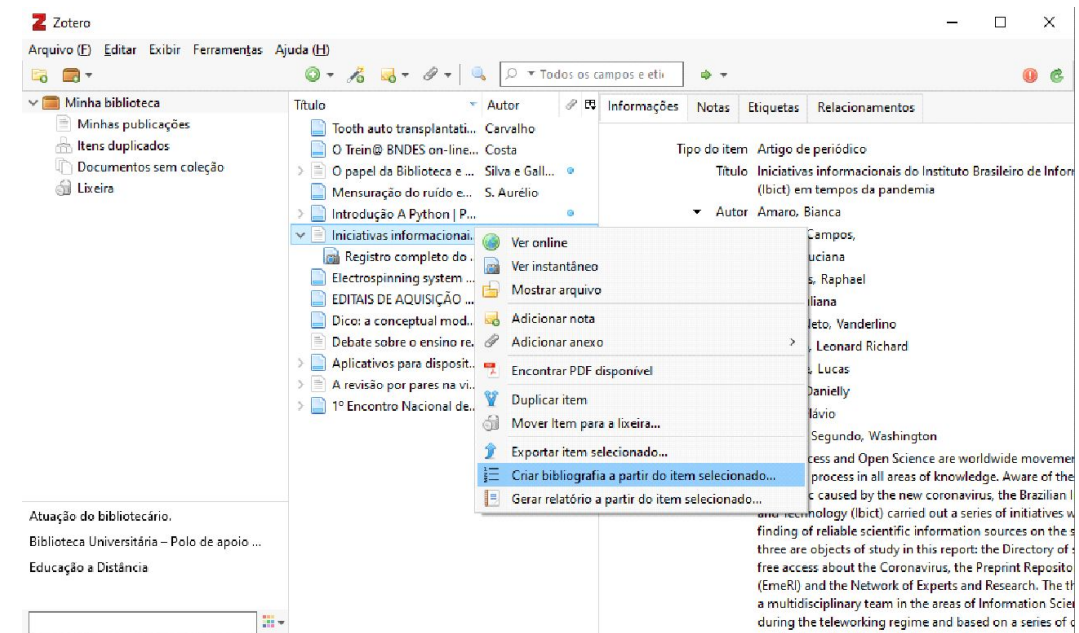 Zotero
Arquivo (F) Editar Exibir Ferramentas Ajuda (H)
Todos os campos e eti
Minha biblioteca
Minhas publicações
Itens duplicados
Documentos sem coleção
Lixeira
Título Autor
Tooth auto transplantati... Carvalho
O Trein@ BNDES on-line... Costa
O papel da Biblioteca e ... Silva e Gall...
Mensuração do ruído e... S. Aurélio
Introdução A Python | P...
Iniciativas informacionai.
Registro completo do .
Electrospinning system ...
EDITAIS DE AQUISIÇÃO ...
Dico: a conceptual mod..
Debate sobre o ensino re.
Aplicativos para disposit..
A revisão por pares na vi..
1º Encontro Nacional de..
Ver online
Ver instantâneo
Mostrar arquivo
Adicionar nota
Adicionar anexo
Encontrar PDF disponível
Duplicar item
Mover Item para a lixeira...
Exportar item selecionado...
Criar bibliografia a partir do item selecionado...
Gerar relatório a partir do item selecionado...
Informações Notas Etiquetas Relacionamentos
Tipo do item Artigo de periódico
Título Iniciativas informacionais do Instituto Brasileiro de Infor
(Ibict) em tempos da pandemia
Autor Amaro, Bianca
Campos,
uciana
s, Raphael
liana
Neto, Vanderlino
, Leonard Richard
, Lucas
Danielly
lávio
Segundo, Washington
cess and Open Science are worldwide movemer
process in all areas of knowledge. Aware of the
c caused by the new coronavirus, the Brazilian I
and Technology (Ibict) carried out a series of initiatives w
finding of reliable scientific information sources on the s
three are objects of study in this report: the Directory of s
free access about the Coronavirus, the Preprint Reposito
(EmeRI) and the Network of Experts and Research. The th
a multidisciplinary team in the areas of Information Scier
during the teleworking regime and based on a series of c
Atuação do bibliotecário.
Biblioteca Universitária – Polo de apoio ...
Educação a Distância